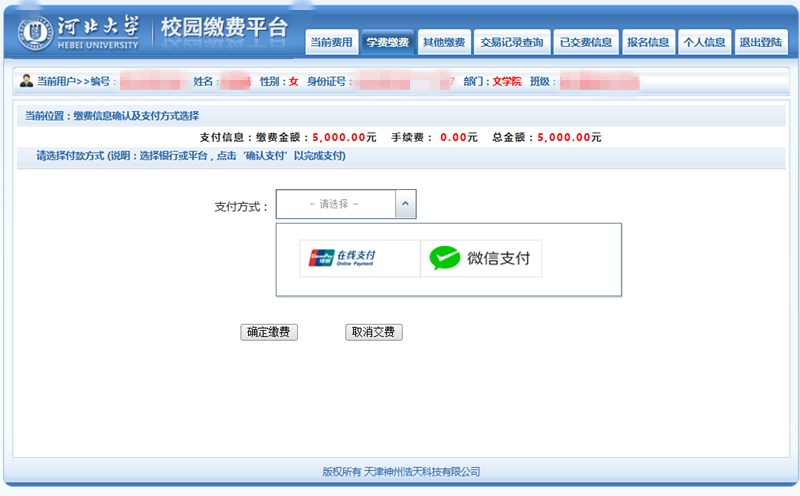 河北大学
HEBEI UNIVERSITY
校园缴费平台
当前费用 学费缴费 其他缴费 交易记录查询 已交费信息 报名信息 个人信息 退出登陆
当前用户>>编号： 姓名： 性别：女 身份证号： 7 部门：文学院 班级：
当前位置：缴费信息确认及支付方式选择
支付信息：缴费金额：5,000.00元 手续费： 0.00元 总金额：5,000.00元
请选择付款方式 (说明：选择银行或平台，点击‘确认支付’以完成支付)
支付方式： - 请选择 -
UnionPay 银联 在线支付 Online Payment 微信支付
确定缴费 取消交费
版权所有 天津神州浩天科技有限公司